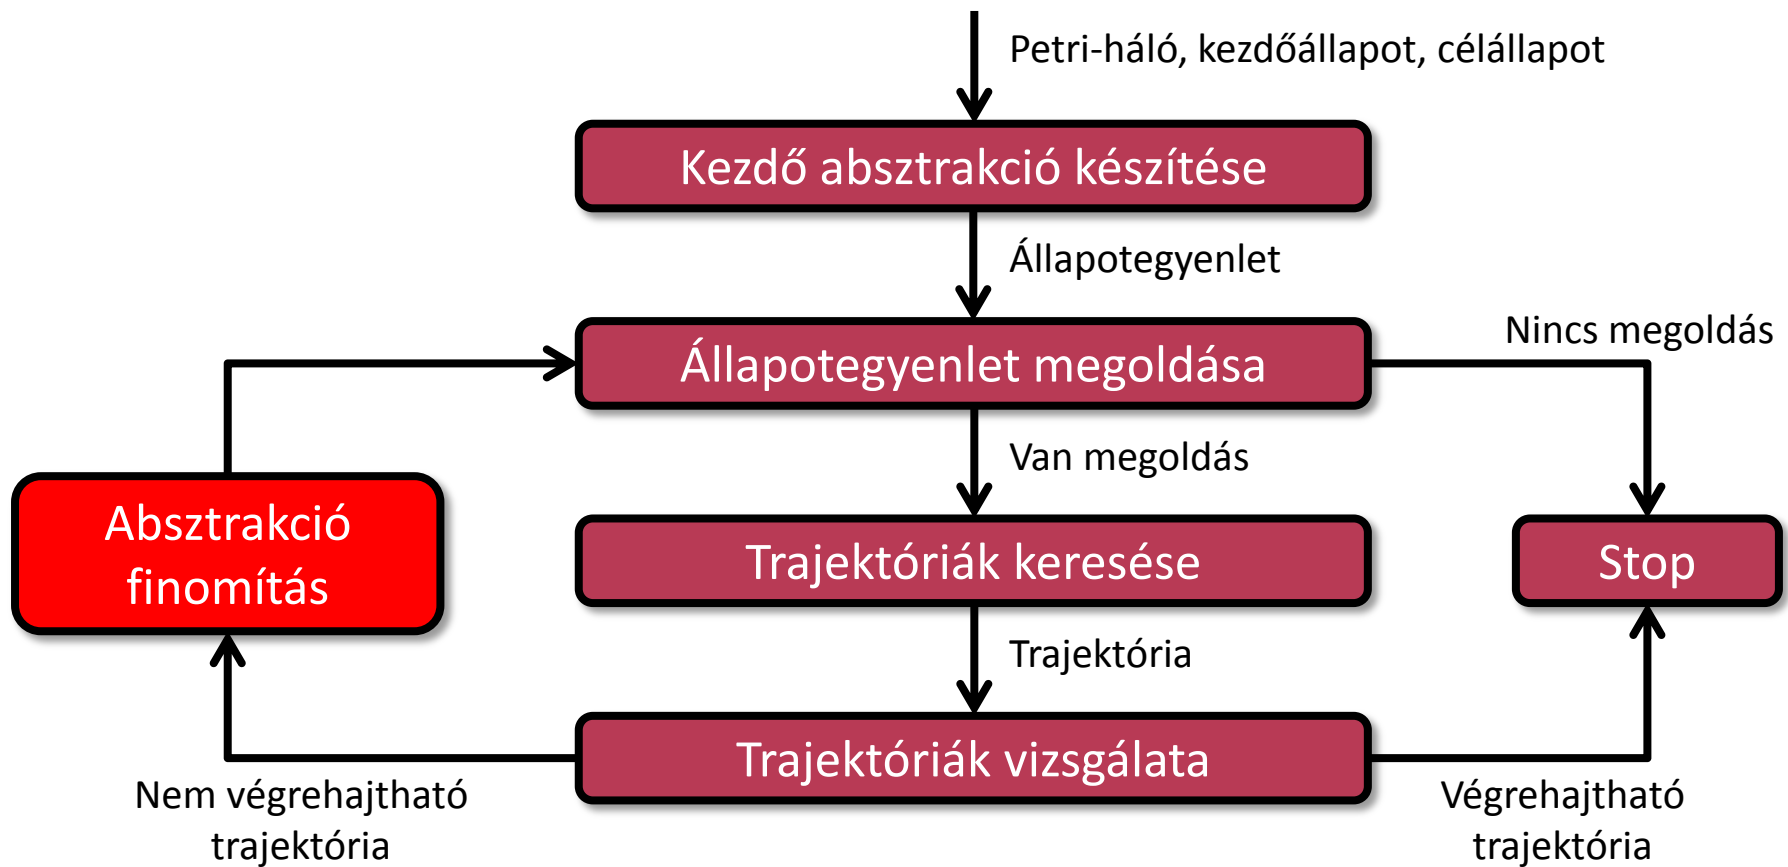 Petri-háló, kezdőállapot, célállapot
Kezdő absztrakció készítése
Állapotegyenlet
Nincs megoldás
Állapotegyenlet megoldása
Van megoldás
Absztrakció
finomítás
Trajektóriák keresése
Stop
Trajektória
Trajektóriák vizsgálata
Nem végrehajtható
trajektória
Végrehajtható
trajektória